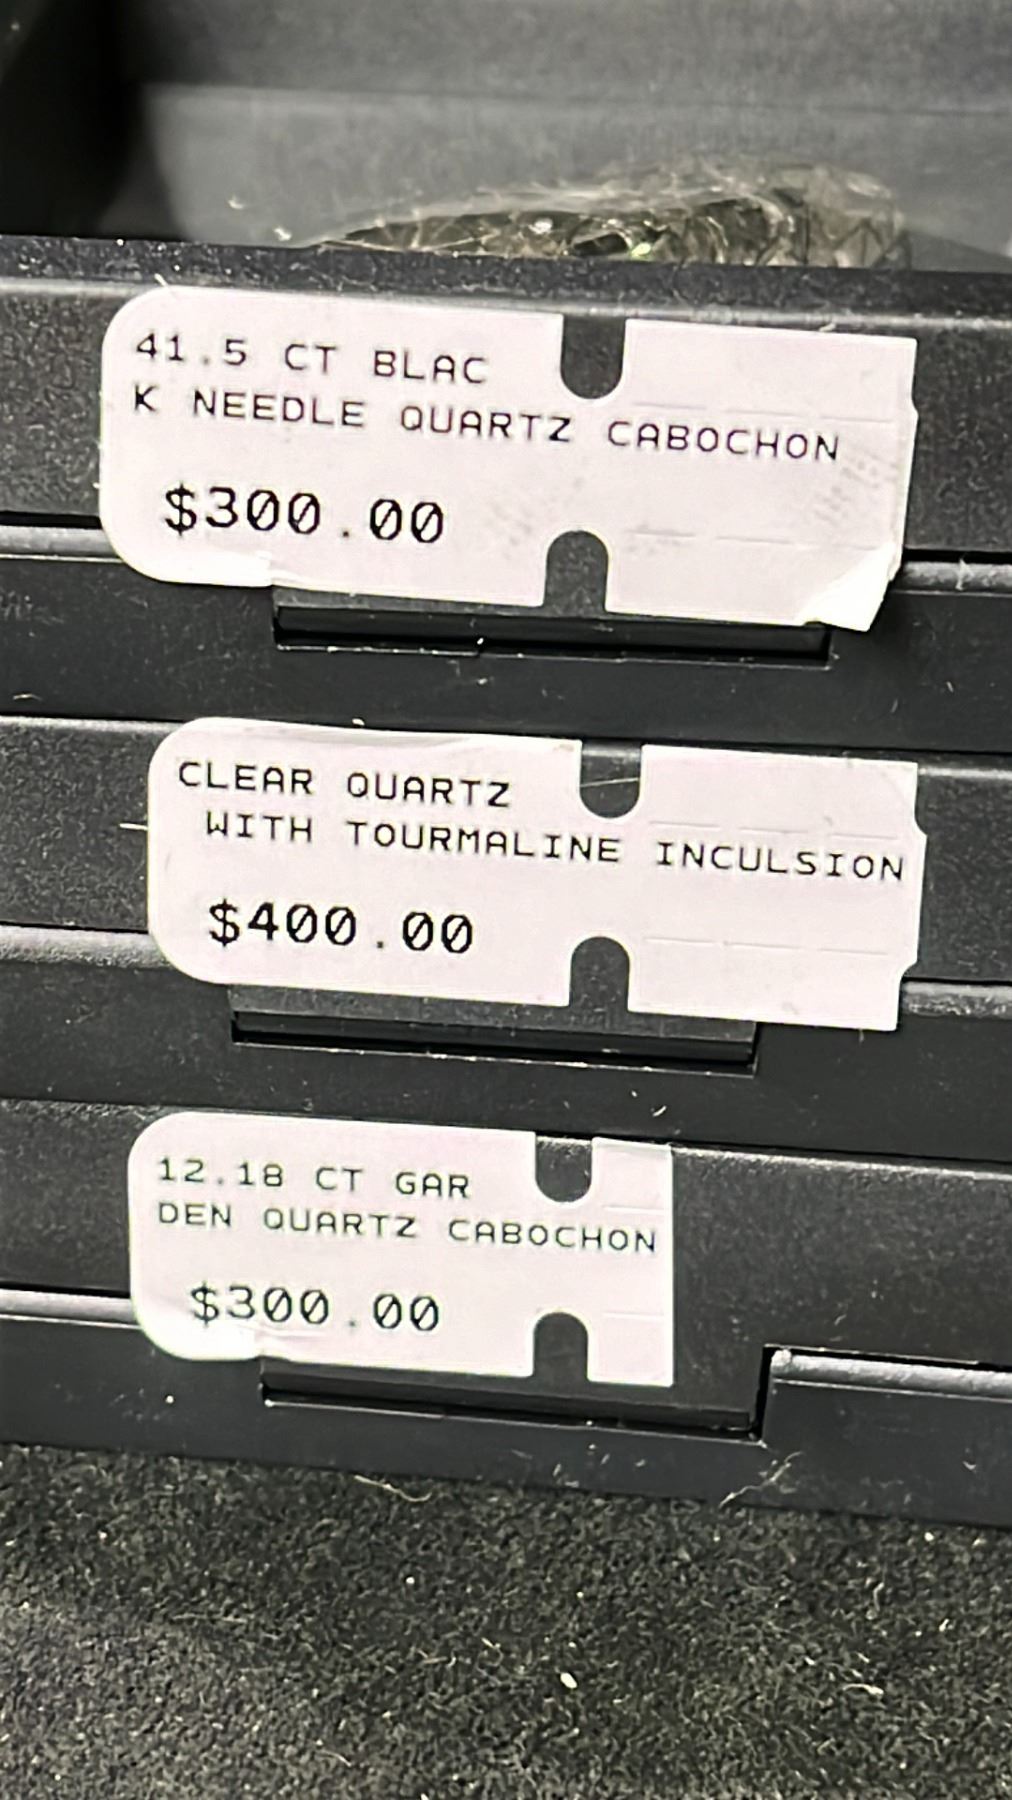 41.5 CT BLAC
K NEEDLE QUARTZ CABOCHON
$300.00
CLEAR QUARTZ
WITH TOURMALINE INCULSION
$400.00
12.18 CT GAR
DEN QUARTZ CABOCHON
$300.00